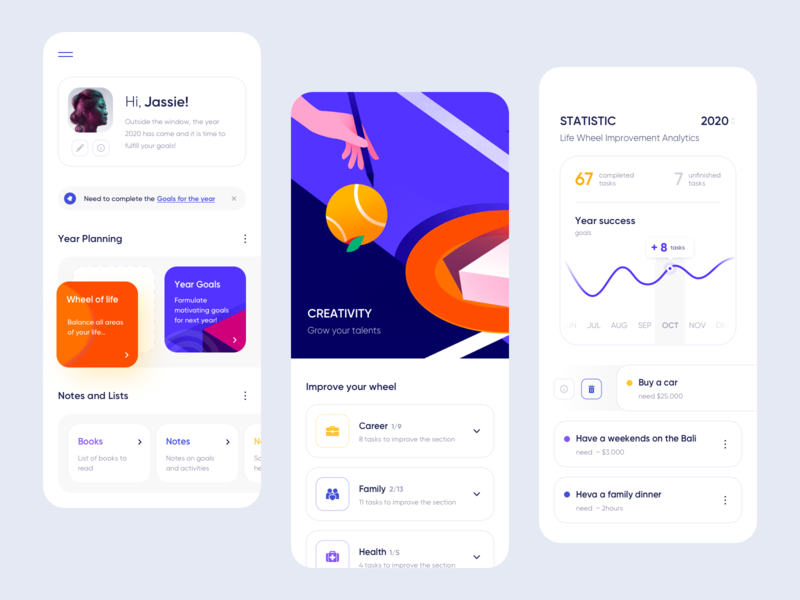 Hi, Jassie!
Outside the window, the year
2020 has come and it is time to
fulfill your goals!
Need to complete the Goals for the year
Year Planning
Wheel of life
Balance all areas
of your life...
Year Goals
Formulate
motivating goals
for next year!
Notes and Lists
Books
List of books to
read
Notes
Notes on goals
and activities
CREATIVITY
Grow your talents
Improve your wheel
Career 1/9
8 tasks to improve the section
Family 2/13
11 tasks to improve the section
Health 1/5
4 tasks to improve the section
STATISTIC
2020
Life Wheel Improvement Analytics
67 completed
tasks
7 unfinished
tasks
Year success
goals
+ 8 tasks
JUL AUG SEP OCT NOV
Buy a car
need $25.000
Have a weekends on the Bali
need ~ $3.000
Heva a family dinner
need ~ 2hours